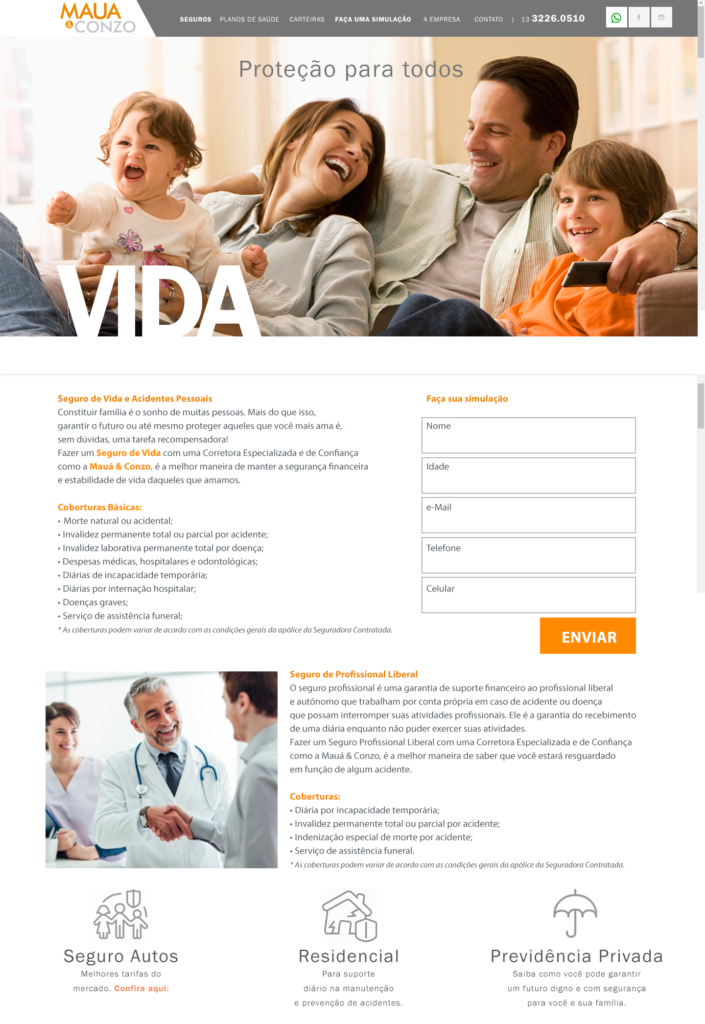 MAUA
& CONZO
SEGUROS PLANOS DE SAÚDE CARTEIRAS FAÇA UMA SIMULAÇÃO A EMPRESA CONTATO | 13 3226.0510
Proteção para todos
VIDA
Seguro de Vida e Acidentes Pessoais
Constituir família é o sonho de muitas pessoas. Mais do que isso,
garantir o futuro ou até mesmo proteger aqueles que você mais ama é,
sem dúvidas, uma tarefa recompensadora!
Fazer um Seguro de Vida com uma Corretora Especializada e de Confiança
como a Mauá & Conzo, é a melhor maneira de manter a segurança financeira
e estabilidade de vida daqueles que amamos.
Coberturas Básicas:
• Morte natural ou acidental;
• Invalidez permanente total ou parcial por acidente;
• Invalidez laborativa permanente total por doença;
• Despesas médicas, hospitalares e odontológicas;
• Diárias de incapacidade temporária;
• Diárias por internação hospitalar;
• Doenças graves;
• Serviço de assistência funeral;
* As coberturas podem variar de acordo com as condições gerais da apólice da Seguradora Contratada.
Faça sua simulação
Nome
Idade
e-Mail
Telefone
Celular
ENVIAR
Seguro de Profissional Liberal
O seguro profissional é uma garantia de suporte financeiro ao profissional liberal
e autônomo que trabalham por conta própria em caso de acidente ou doença
que possam interromper suas atividades profissionais. Ele é a garantia do recebimento
de uma diária enquanto não puder exercer suas atividades.
Fazer um Seguro Profissional Liberal com uma Corretora Especializada e de Confiança
como a Mauá & Conzo, é a melhor maneira de saber que você estará resguardado
em função de algum acidente.
Coberturas:
• Diária por incapacidade temporária;
• Invalidez permanente total ou parcial por acidente;
• Indenização especial de morte por acidente;
• Serviço de assistência funeral.
* As coberturas podem variar de acordo com as condições gerais da apólice da Seguradora Contratada.
Seguro Autos
Melhores tarifas do
mercado. Confira aqui:
Residencial
Para suporte
diário na manutenção
e prevenção de acidentes.
Previdência Privada
Saiba como você pode garantir
um futuro digno e com segurança
para você e sua família.